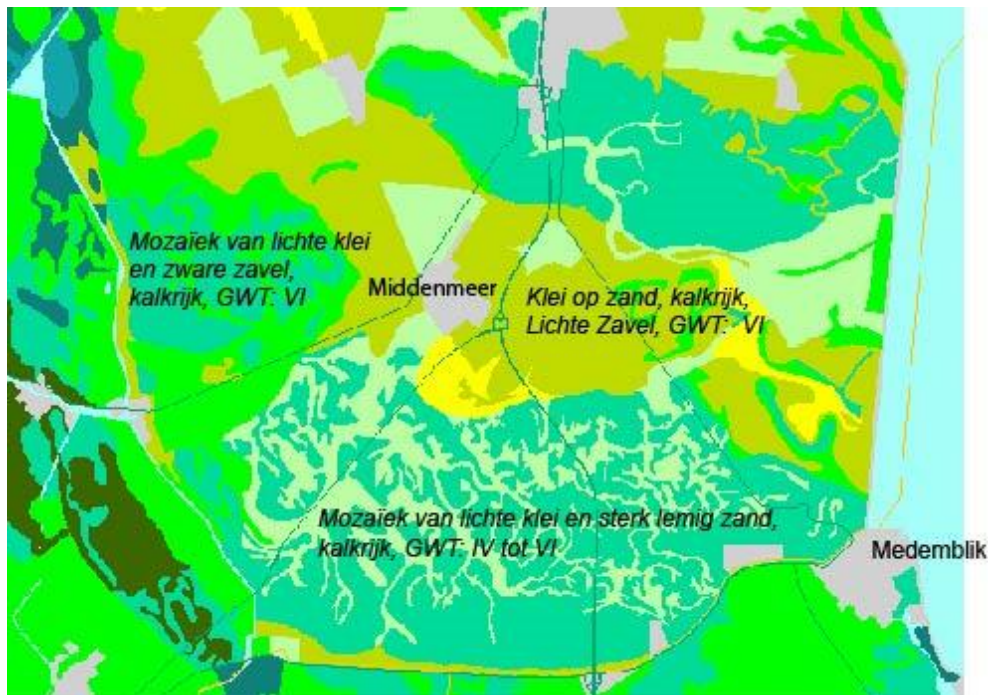 Mozaïek van lichte klei
en zware zavel,
kalkrijk, GWT: VI
Middenmeer
Klei op zand, kalkrijk,
Lichte Zavel, GWT:  VI
Mozaïek van lichte klei en sterk lemig zand,
kalkrijk, GWT: IV tot VI
Medemblik